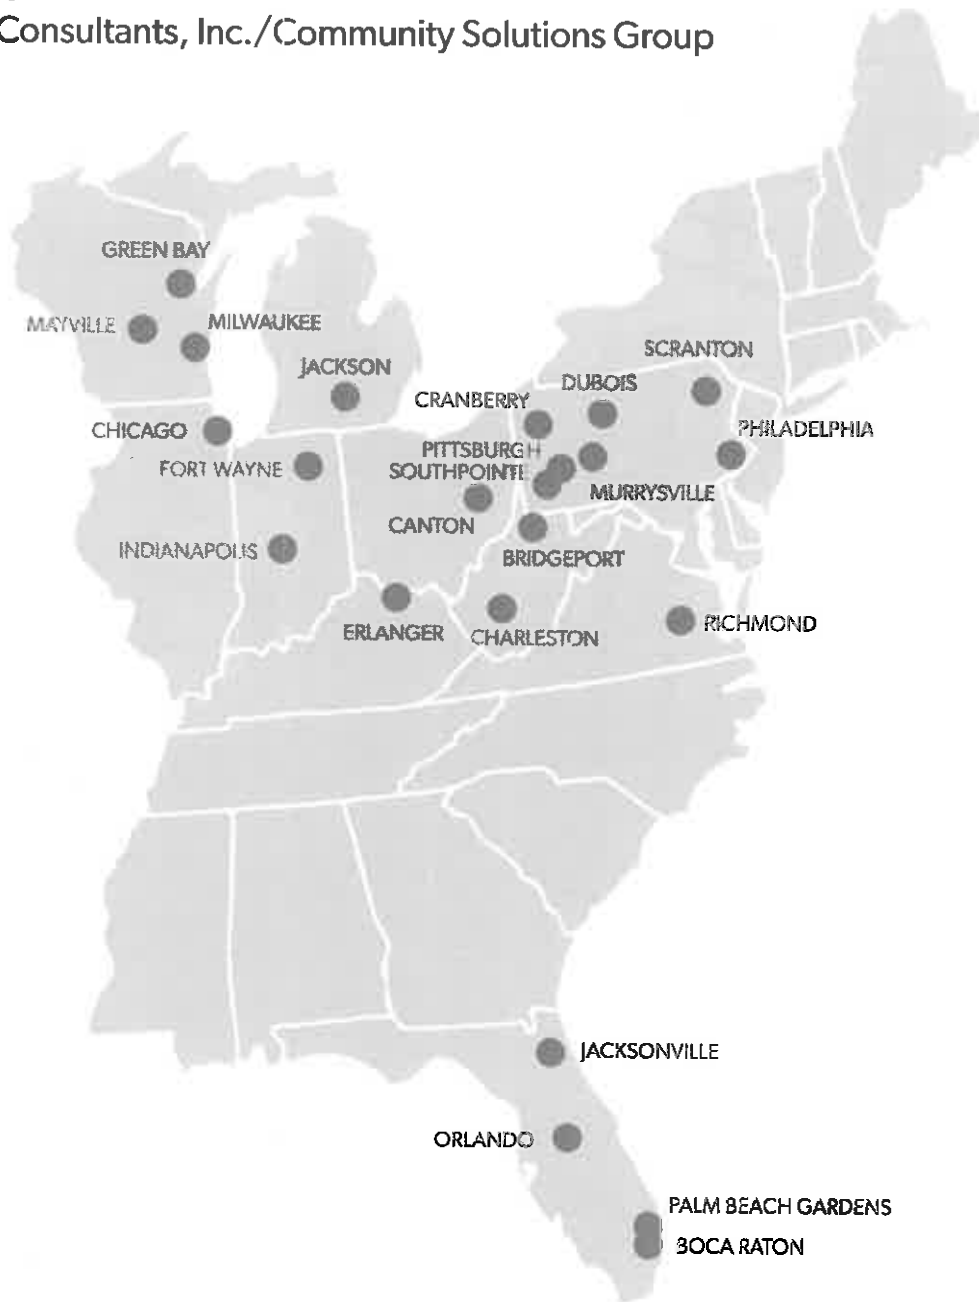 Consultants, Inc./Community Solutions Group
GREEN BAY
MAYVILLE
MILWAUKEE
JACKSON
SCRANTON
DUBOIS
CRANBERRY
CHICAGO
PHILADELPHIA
PITTSBURGH
FORT WAYNE
SOUTHPOINTE
MURRYSVILLE
CANTON
INDIANAPOLIS
BRIDGEPORT
ERLANGER
CHARLESTON
RICHMOND
JACKSONVILLE
ORLANDO
PALM BEACH GARDENS
BOCA RATON